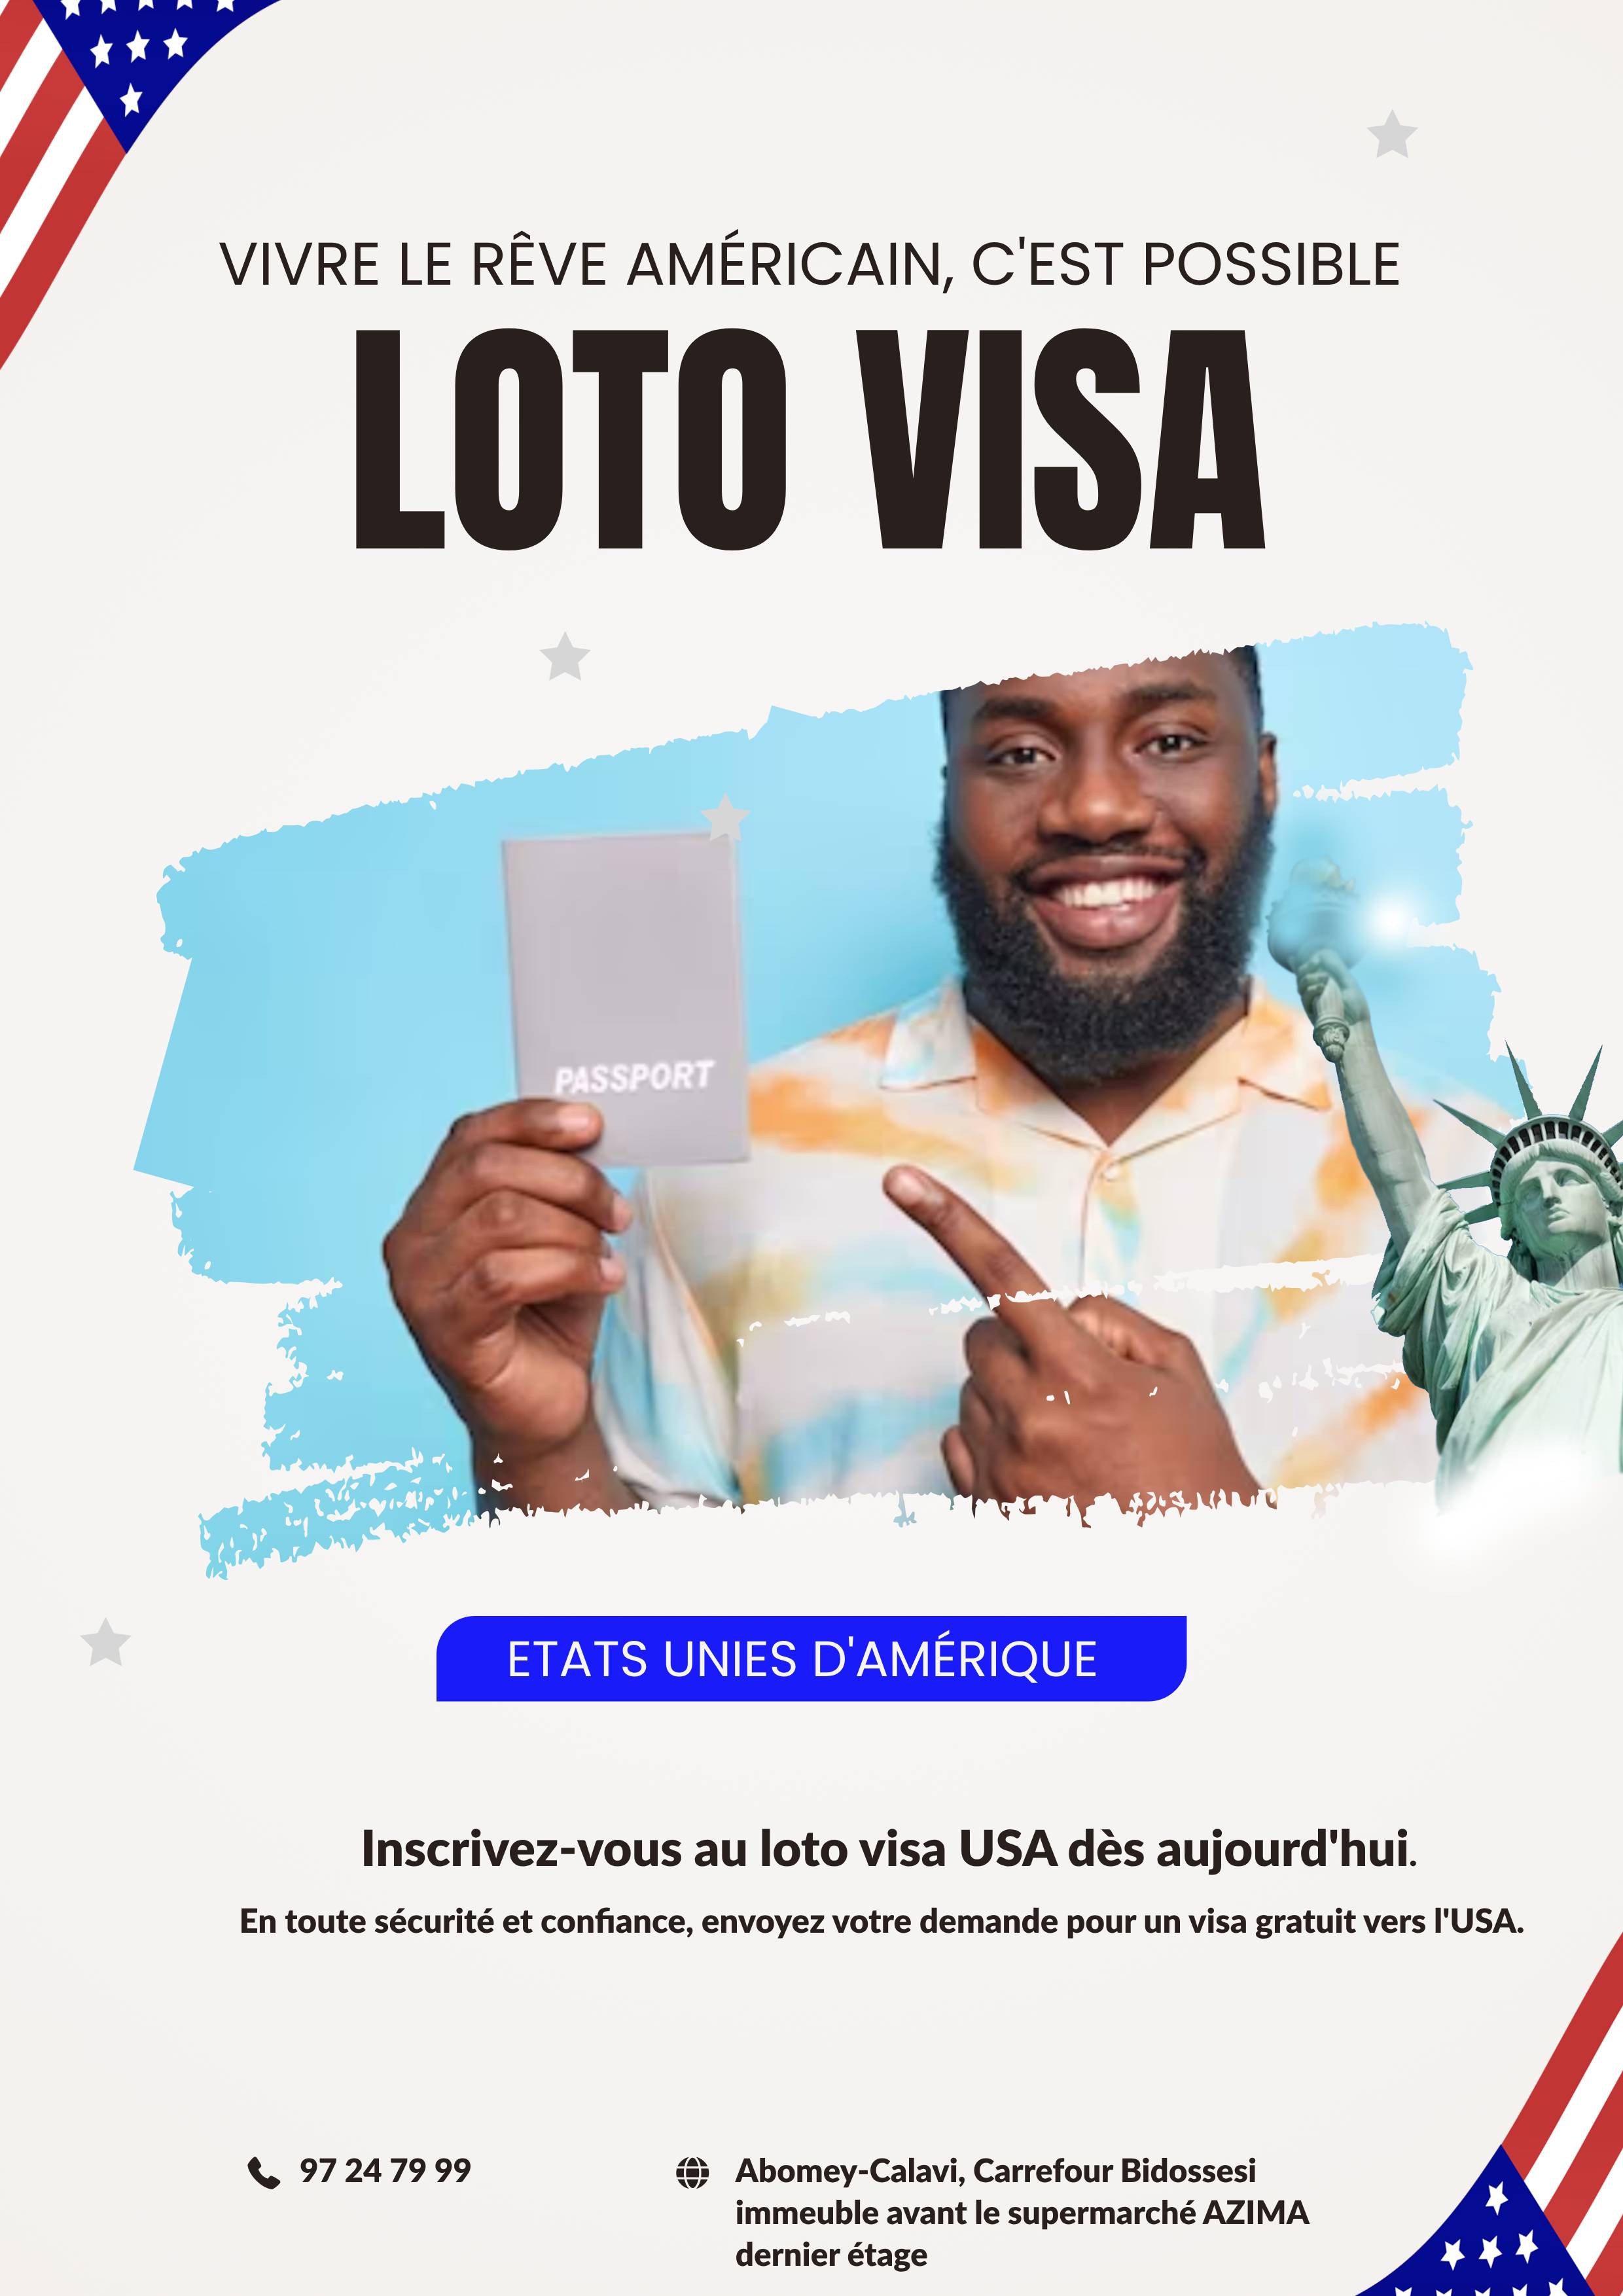 VIVRE LE RÊVE AMÉRICAIN, C'EST POSSIBLE
LOTO VISA
PASSPORT
ETATS UNIES D'AMÉRIQUE
Inscrivez-vous au loto visa USA dès aujourd'hui.
En toute sécurité et confiance, envoyez votre demande pour un visa gratuit vers l'USA.
97 24 79 99
Abomey-Calavi, Carrefour Bidossesi
immeuble avant le supermarché AZIMA
dernier étage